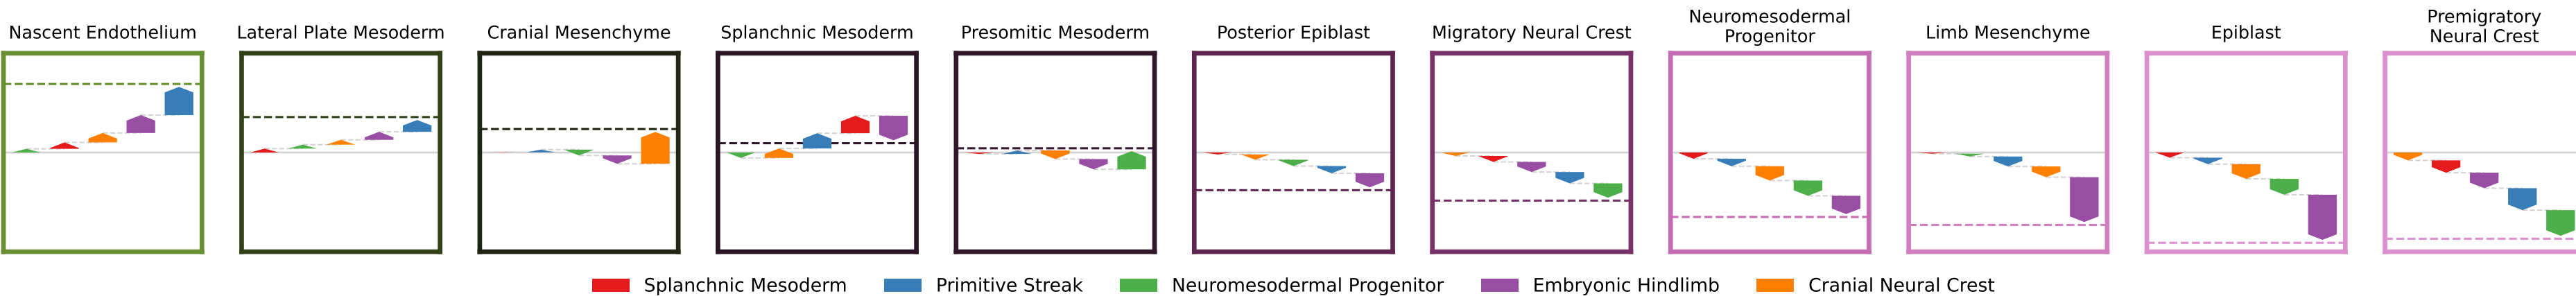 Nascent Endothelium
Lateral Plate Mesoderm
Cranial Mesenchyme
Splanchnic Mesoderm
Presomitic Mesoderm
Posterior Epiblast
Migratory Neural Crest
Neuromesodermal
Progenitor
Limb Mesenchyme
Epiblast
Premigratory
Neural Crest
Splanchnic Mesoderm
Primitive Streak
Neuromesodermal Progenitor
Embryonic Hindlimb
Cranial Neural Crest